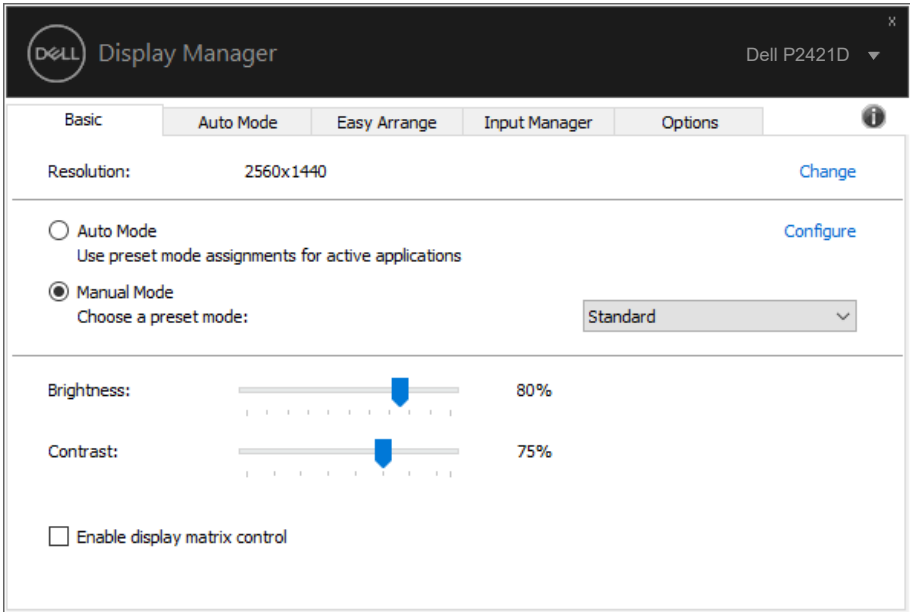 x
DELL Display Manager Dell P2421D
Basic Auto Mode Easy Arrange Input Manager Options i
Resolution: 2560x1440 Change
Auto Mode Configure
Use preset mode assignments for active applications
Manual Mode
Choose a preset mode: Standard
Brightness: 80%
Contrast: 75%
Enable display matrix control